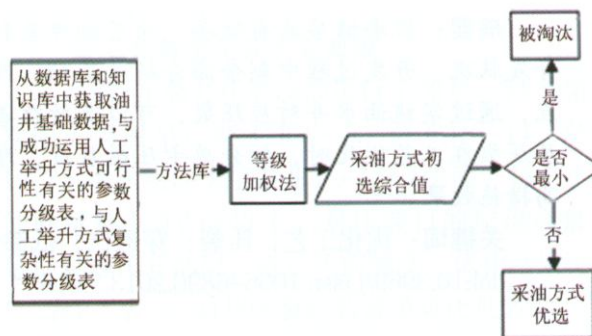 从数据库和知
识库中获取油
井基础数据,与
成功运用人工
举升方式可行
性有关的参数
分级表,与人
工举升方式复
杂性有关的参
数分级表
方法库
等级
加权法
采油方式初
选综合值
是否
最小
是
被淘汰
否
采油方式
优选